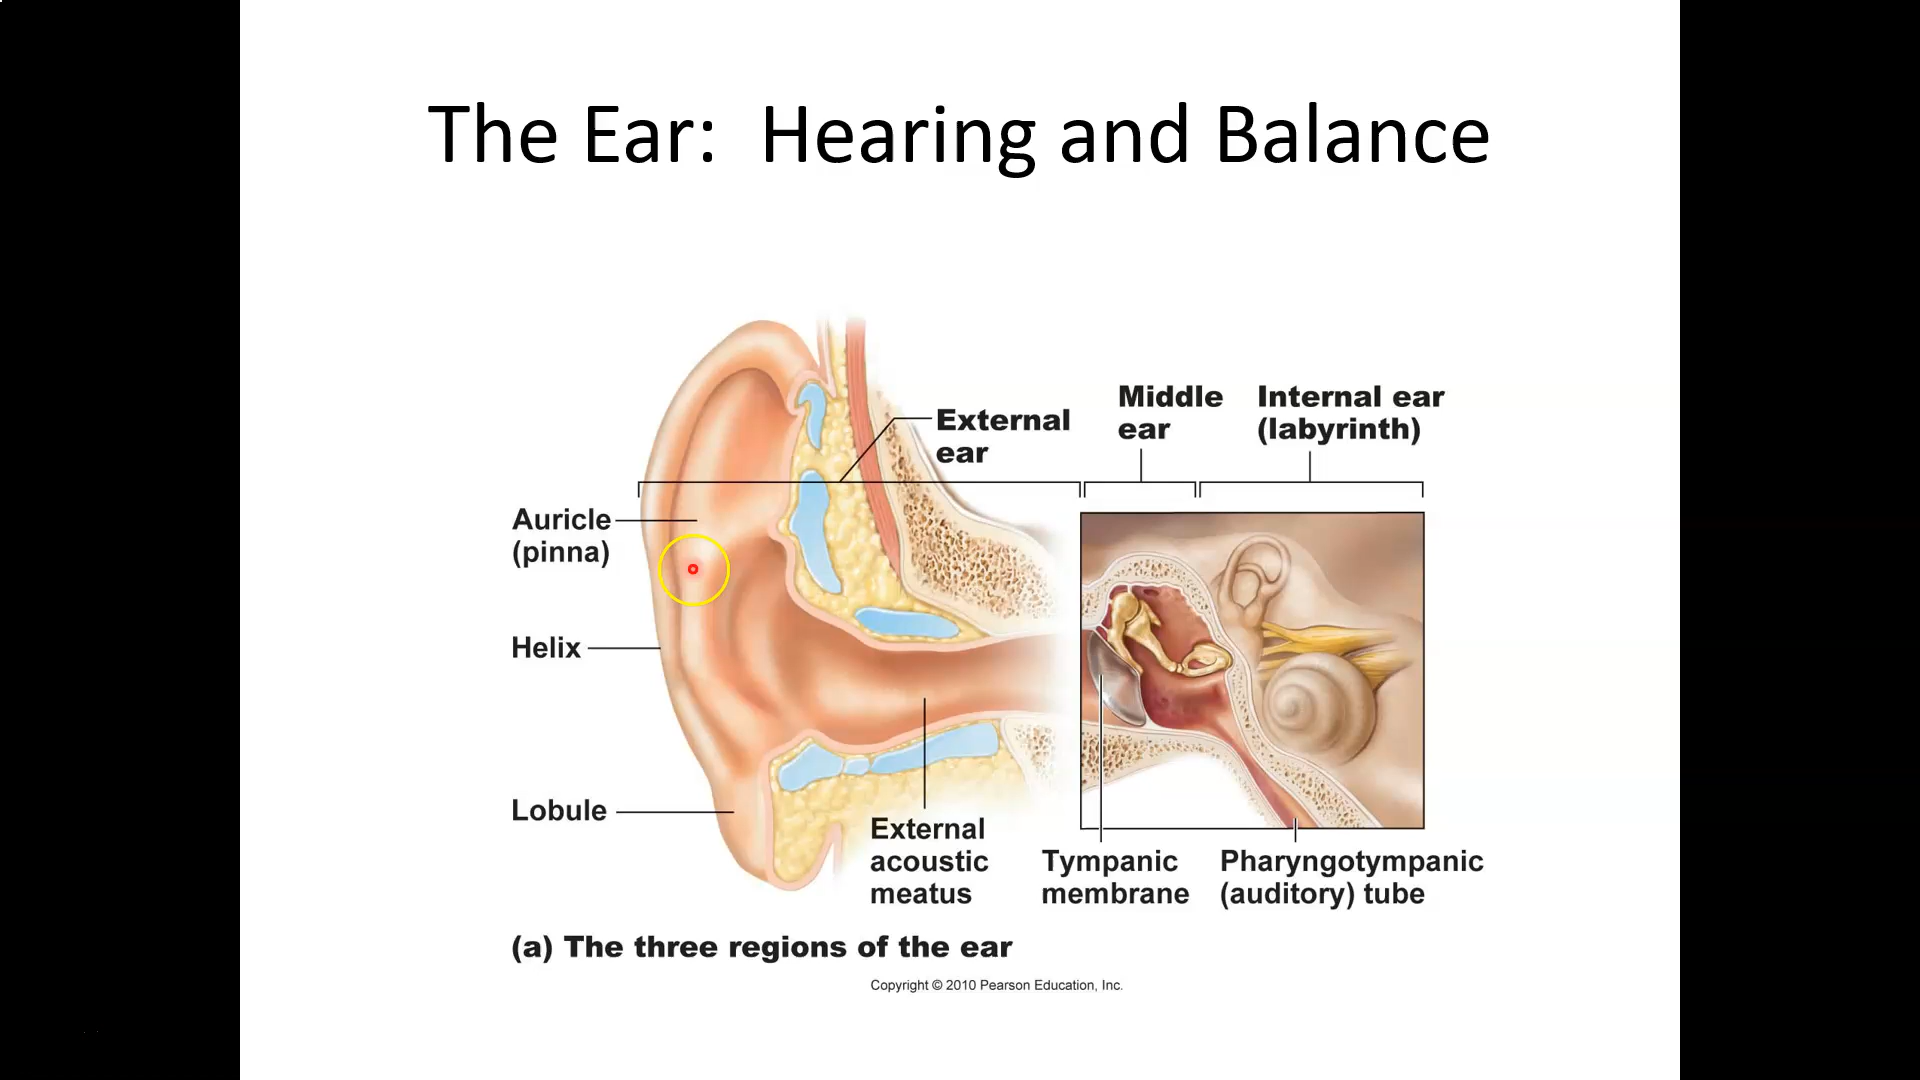 The Ear:  Hearing and Balance
External
ear
Middle
ear
Internal ear
(labyrinth)
Auricle
(pinna)
Helix
Lobule
External
acoustic
meatus
Tympanic
membrane
Pharyngotympanic
(auditory) tube
(a) The three regions of the ear
Copyright © 2010 Pearson Education, Inc.